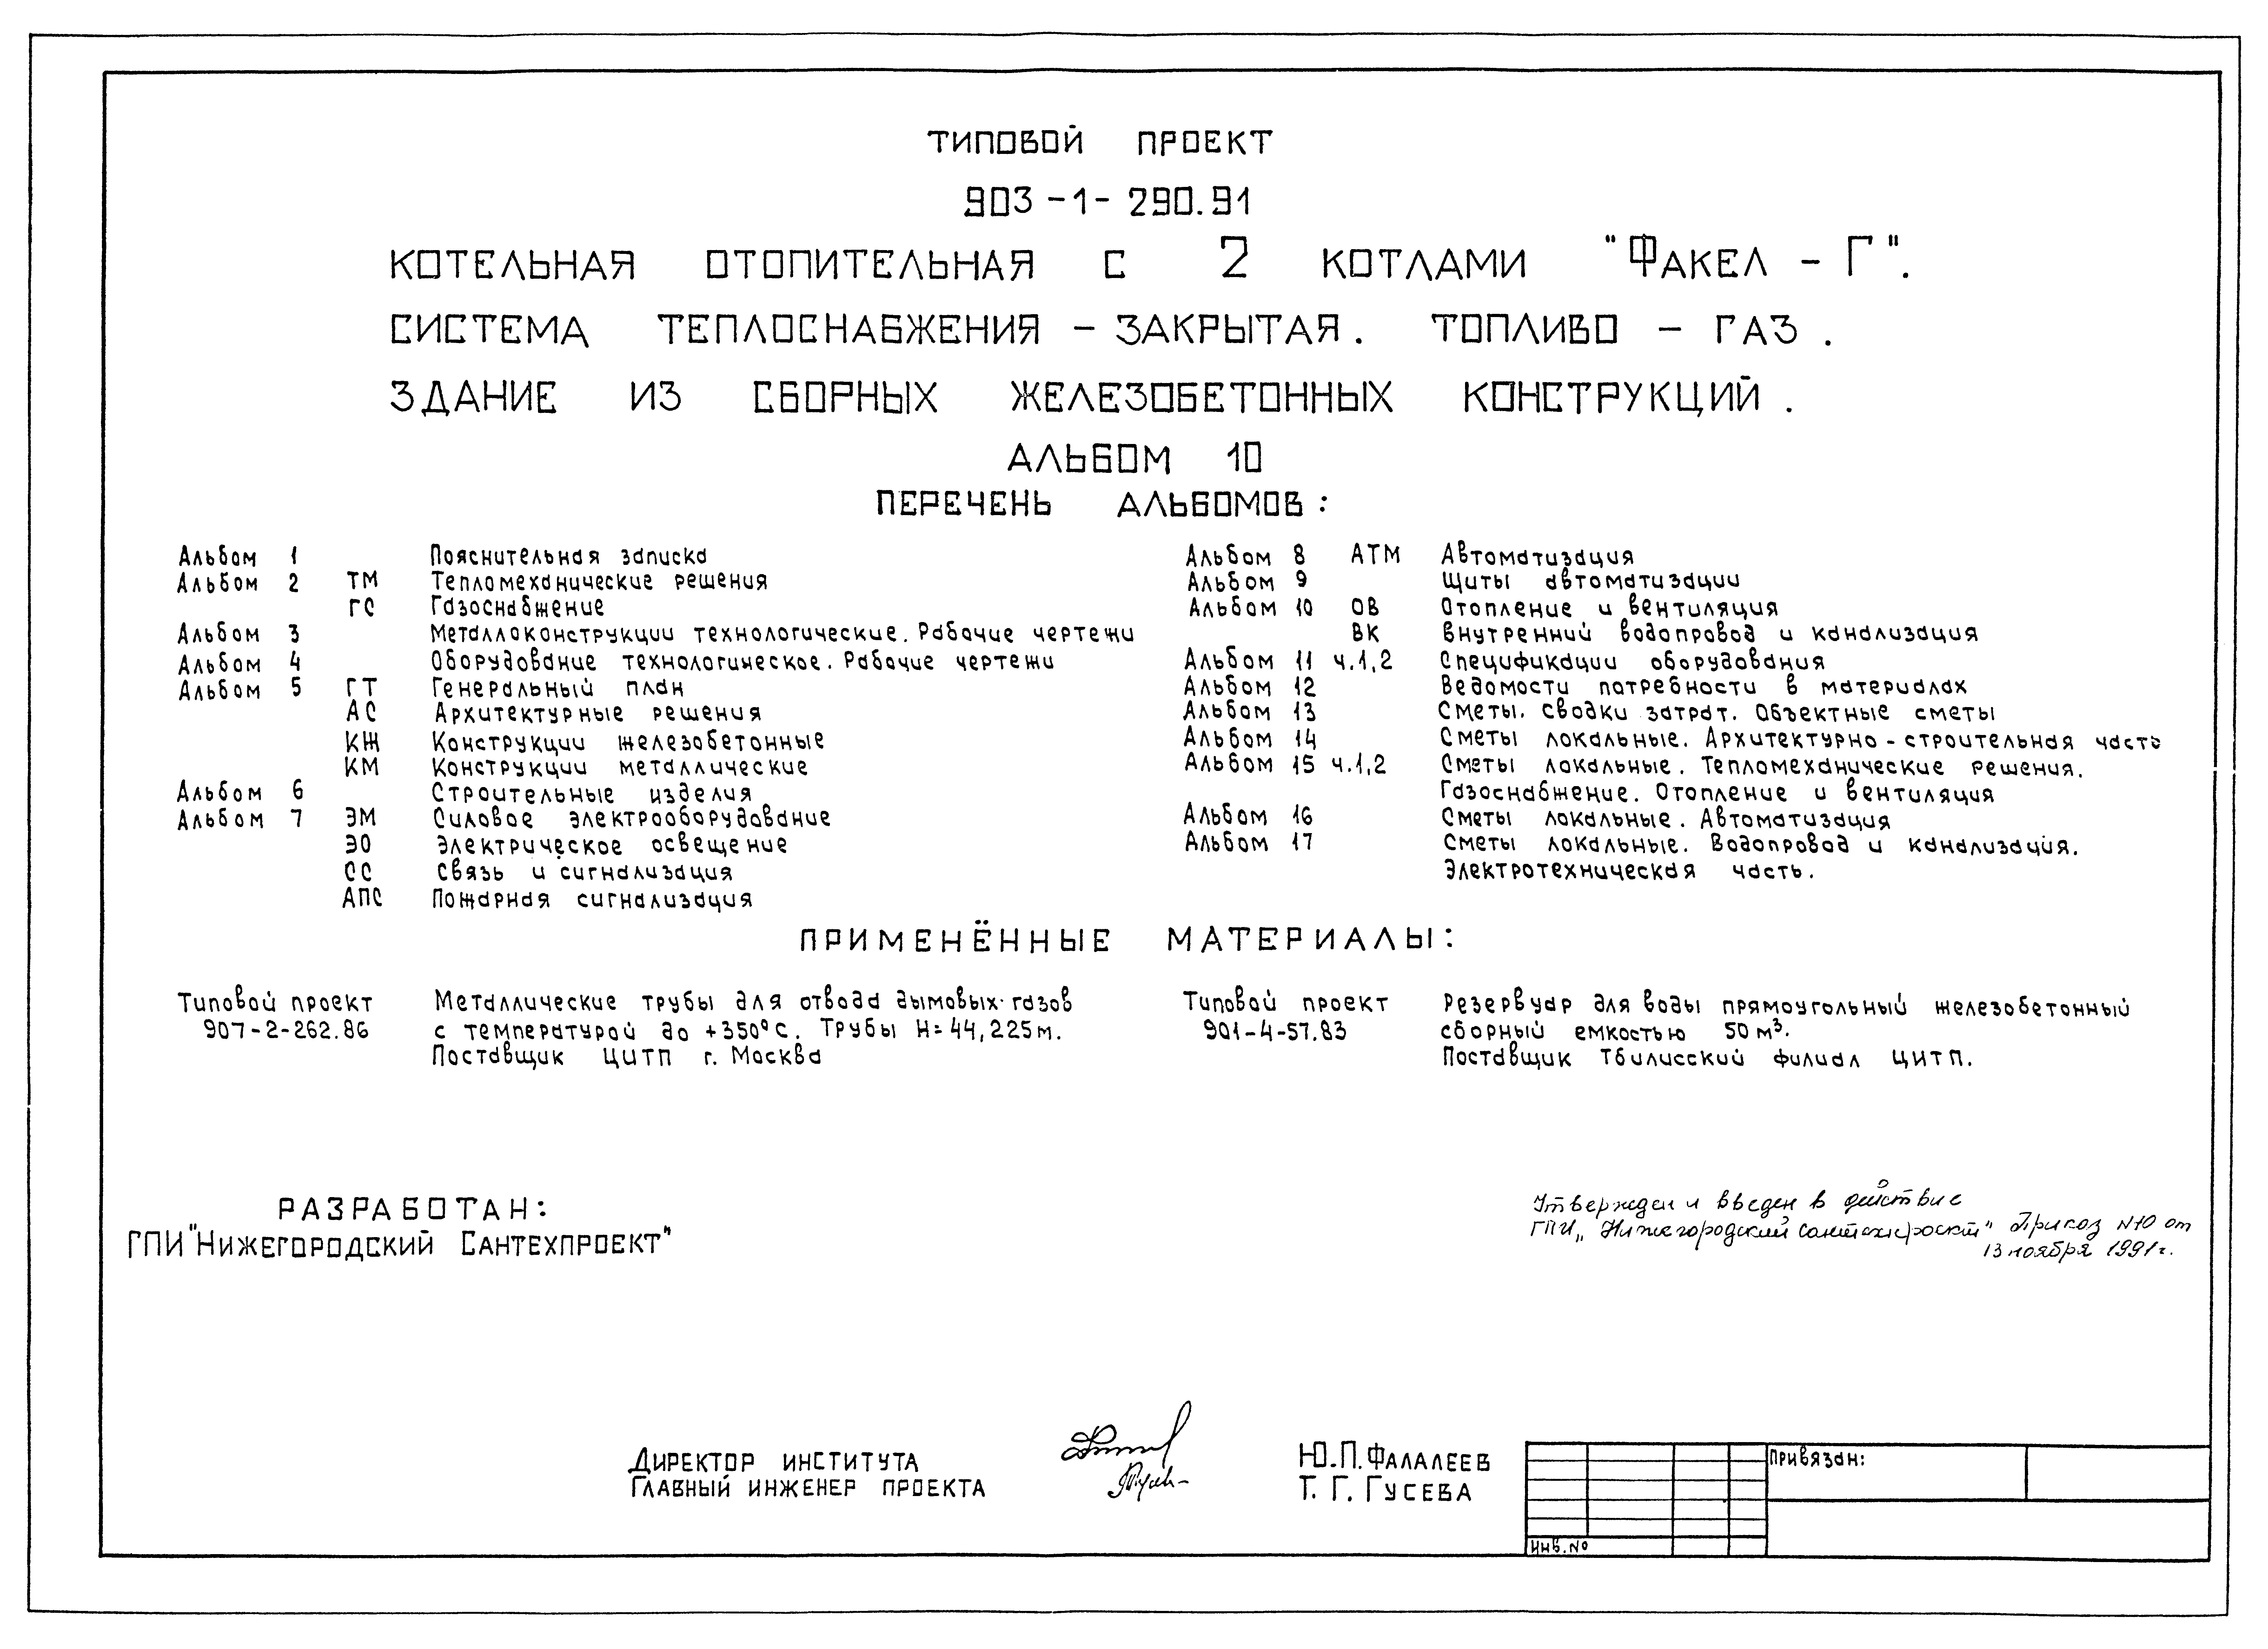 ТИПОВОЙ ПРОЕКТ
903-1-290.91
КОТЕЛЬНАЯ ОТОПИТЕЛЬНАЯ С 2 КОТЛАМИ "ФАКЕЛ - Г".
СИСТЕМА ТЕПЛОСНАБЖЕНИЯ - ЗАКРЫТАЯ. ТОПЛИВО - ГАЗ.
ЗДАНИЕ ИЗ СБОРНЫХ ЖЕЛЕЗОБЕТОННЫХ КОНСТРУКЦИЙ.
АЛЬБОМ 10
ПЕРЕЧЕНЬ АЛЬБОМОВ:
Альбом 1 Пояснительная записка
Альбом 2 ТМ Тепломеханические решения
ГС Газоснабжение
Альбом 3 Металлоконструкции технологические. Рабочие чертежи
Альбом 4 Оборудование технологическое. Рабочие чертежи
Альбом 5 ГТ Генеральный план
АС Архитектурные решения
КЖ Конструкции железобетонные
КМ Конструкции металлические
Альбом 6 Строительные изделия
Альбом 7 ЭМ Силовое электрооборудование
ЭО Электрическое освещение
СС Связь и сигнализация
АПС Пожарная сигнализация
Альбом 8 АТМ Автоматизация
Альбом 9 Щиты автоматизации
Альбом 10 ОВ Отопление и вентиляция
ВК Внутренний водопровод и канализация
Альбом 11 ч.1,2 Спецификации оборудования
Альбом 12 Ведомости потребности в материалах
Альбом 13 Сметы. Сводки затрат. Объектные сметы
Альбом 14 Сметы локальные. Архитектурно-строительная часть
Альбом 15 ч.1,2 Сметы локальные. Тепломеханические решения.
Газоснабжение. Отопление и вентиляция
Альбом 16 Сметы локальные. Автоматизация
Альбом 17 Сметы локальные. Водопровод и канализация.
Электротехническая часть.
ПРИМЕНЁННЫЕ МАТЕРИАЛЫ:
Типовой проект Металлические трубы для отвода дымовых газов
907-2-262.86 с температурой до +350°С. Трубы Н=44,225м.
Поставщик ЦИТП г. Москва
Типовой проект Резервуар для воды прямоугольный железобетонный
901-4-57.83 сборный емкостью 50 м³.
Поставщик Тбилисский филиал ЦИТП.
РАЗРАБОТАН:
ГПИ "НИЖЕГОРОДСКИЙ САНТЕХПРОЕКТ"
Утвержден и введен в действие
ГПИ „Нижегородский сантехпроект" Приказ №10 от
13 ноября 1991г.
ДИРЕКТОР ИНСТИТУТА Ю.П.ФАЛАЛЕЕВ
ГЛАВНЫЙ ИНЖЕНЕР ПРОЕКТА Т.Г.ГУСЕВА
Привязан:
Инв.№